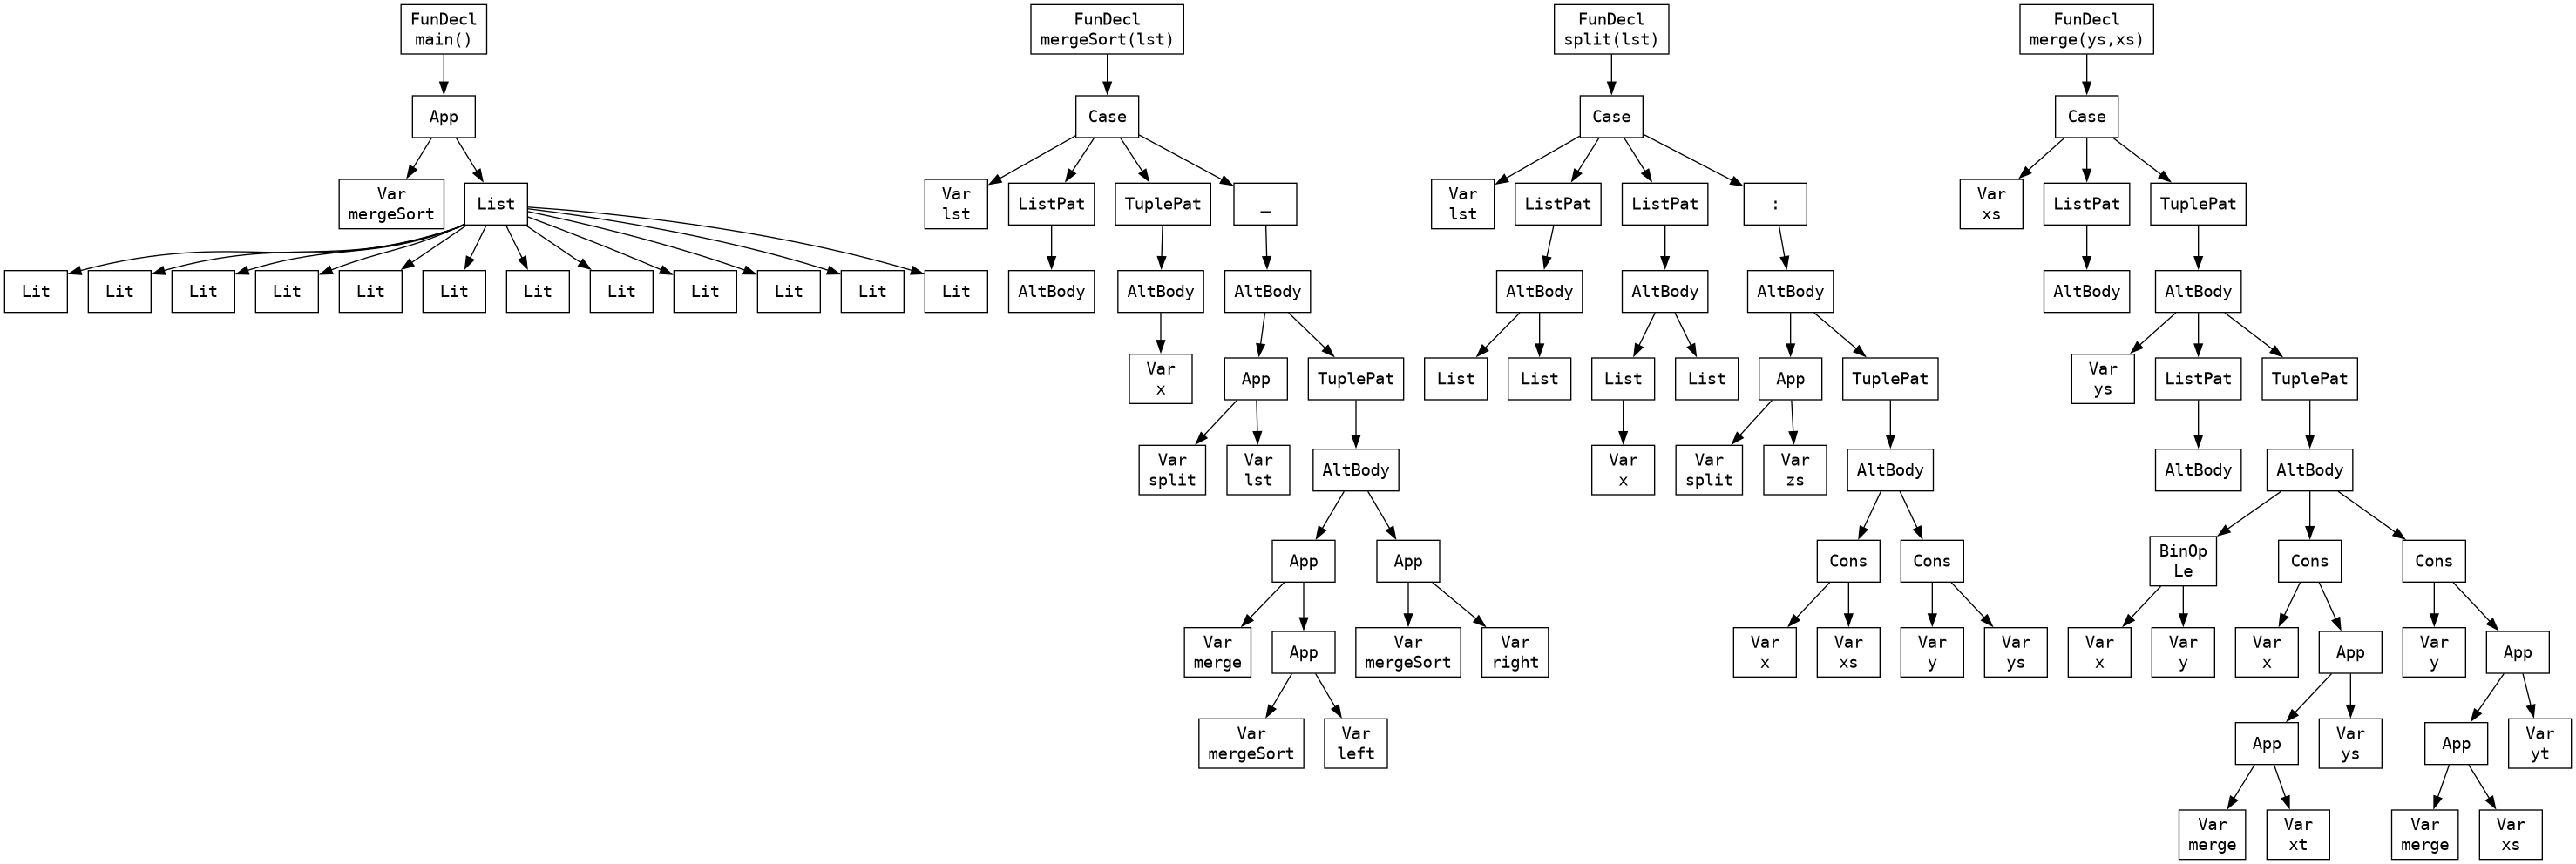 FunDecl
main()
FunDecl
mergeSort(lst)
FunDecl
split(lst)
FunDecl
merge(ys,xs)
App
Case
Case
Case
Var
mergeSort
List
Var
lst
ListPat
TuplePat
_
Var
lst
ListPat
ListPat
:
Var
xs
ListPat
TuplePat
Lit
Lit
Lit
Lit
Lit
Lit
Lit
Lit
Lit
Lit
Lit
Lit
AltBody
AltBody
AltBody
AltBody
AltBody
AltBody
AltBody
AltBody
Var
x
App
TuplePat
List
List
List
List
App
TuplePat
Var
ys
ListPat
TuplePat
Var
split
Var
lst
AltBody
Var
x
Var
split
Var
zs
AltBody
AltBody
AltBody
App
App
Cons
Cons
BinOp
Le
Cons
Cons
Var
merge
App
Var
mergeSort
Var
right
Var
x
Var
xs
Var
y
Var
ys
Var
x
Var
y
Var
x
App
Var
y
App
Var
mergeSort
Var
left
App
Var
ys
App
Var
yt
Var
merge
Var
xt
Var
merge
Var
xs